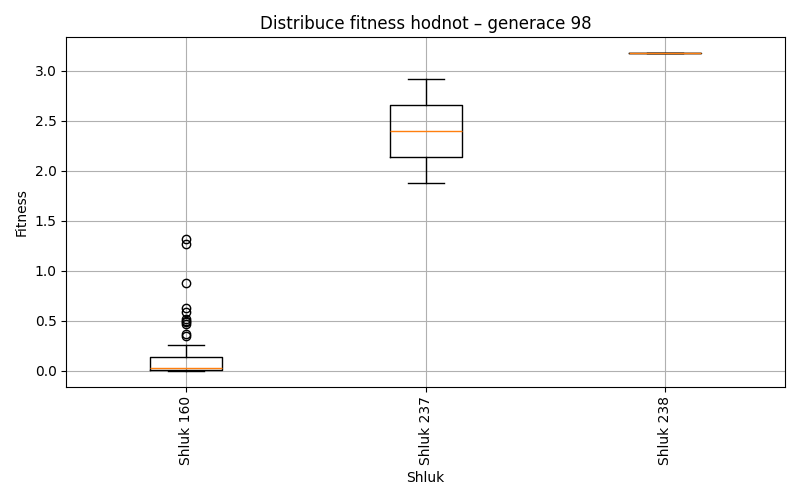 Distribuce fitness hodnot – generace 98
Fitness
3.0
2.5
2.0
1.5
1.0
0.5
0.0
Shluk 160
Shluk 237
Shluk 238
Shluk